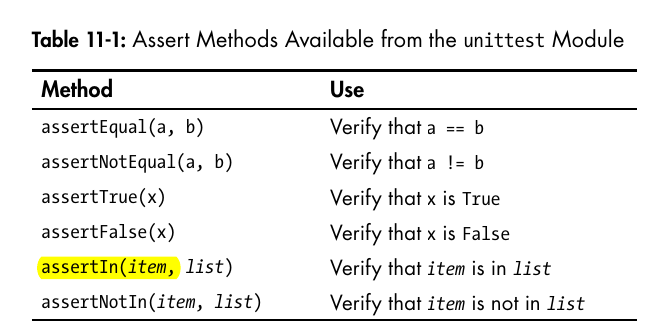 Table 11-1: Assert Methods Available from the unittest Module
Method Use
assertEqual(a, b) Verify that a == b
assertNotEqual(a, b) Verify that a != b
assertTrue(x) Verify that x is True
assertFalse(x) Verify that x is False
assertIn(item, list) Verify that item is in list
assertNotIn(item, list) Verify that item is not in list